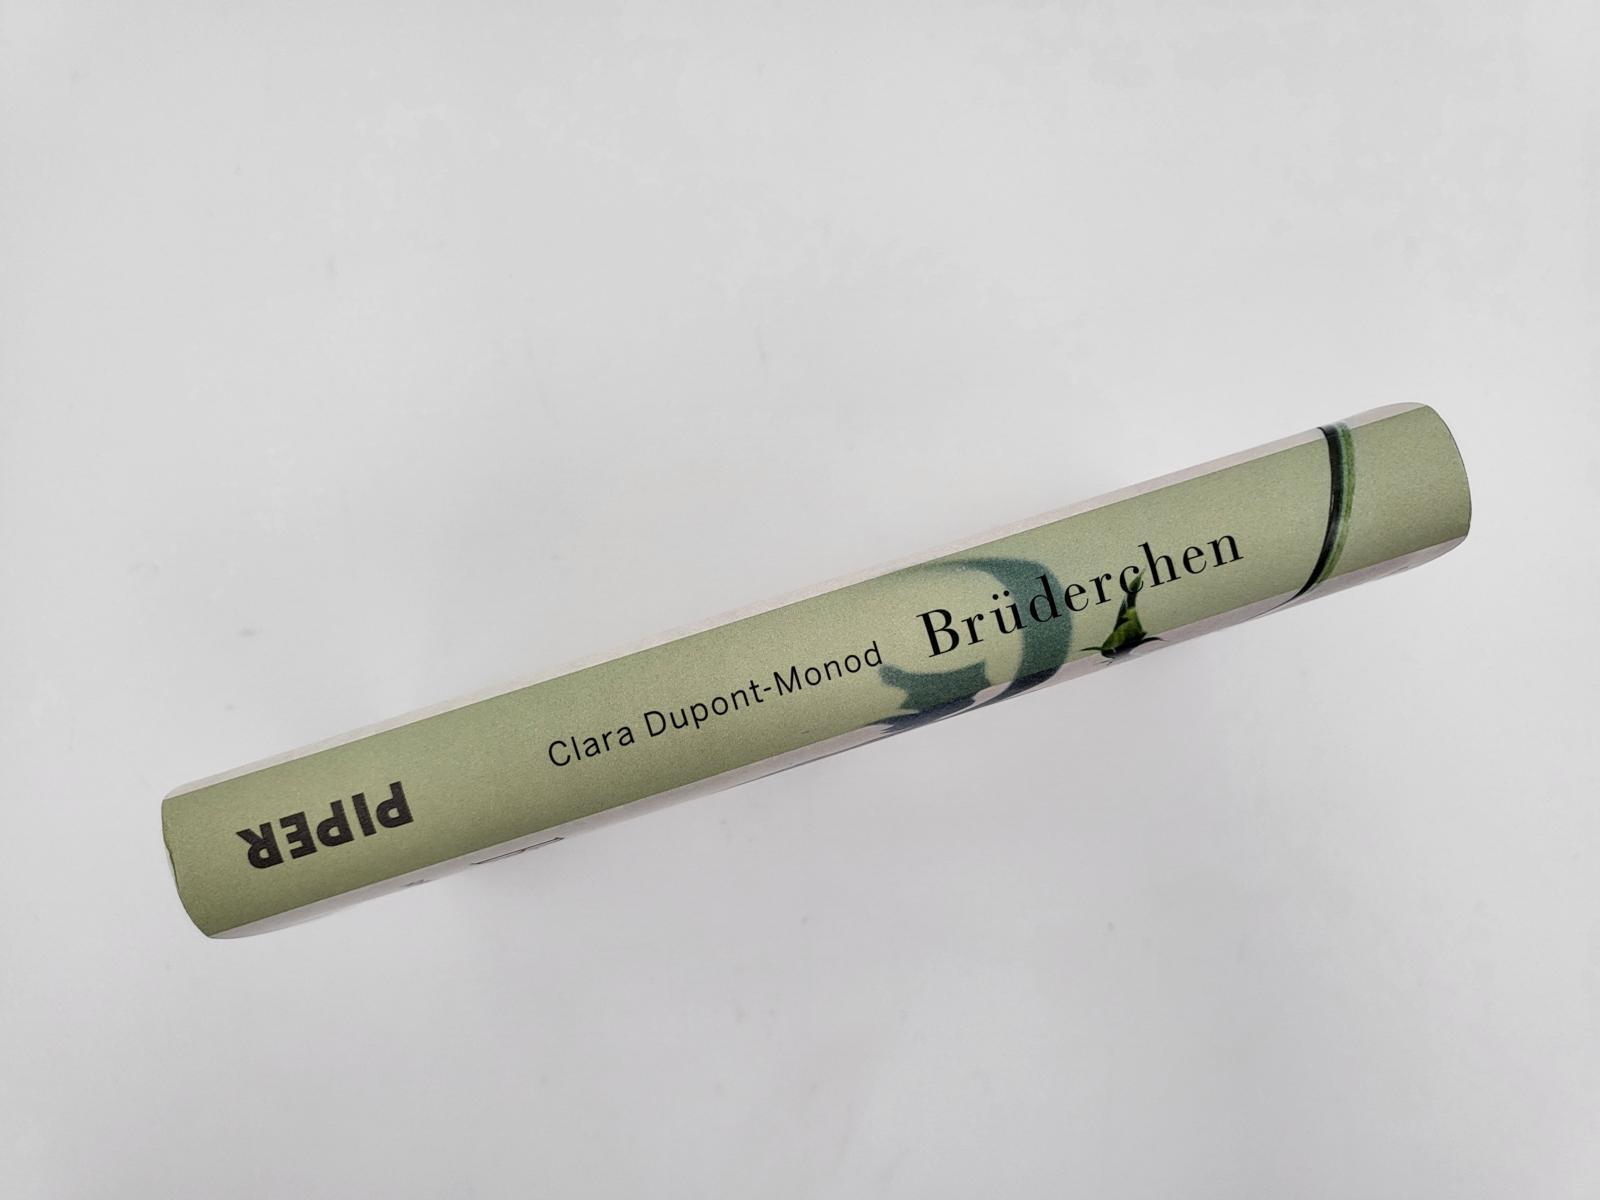 Clara Dupont-Monod Brüderchen
PIPER